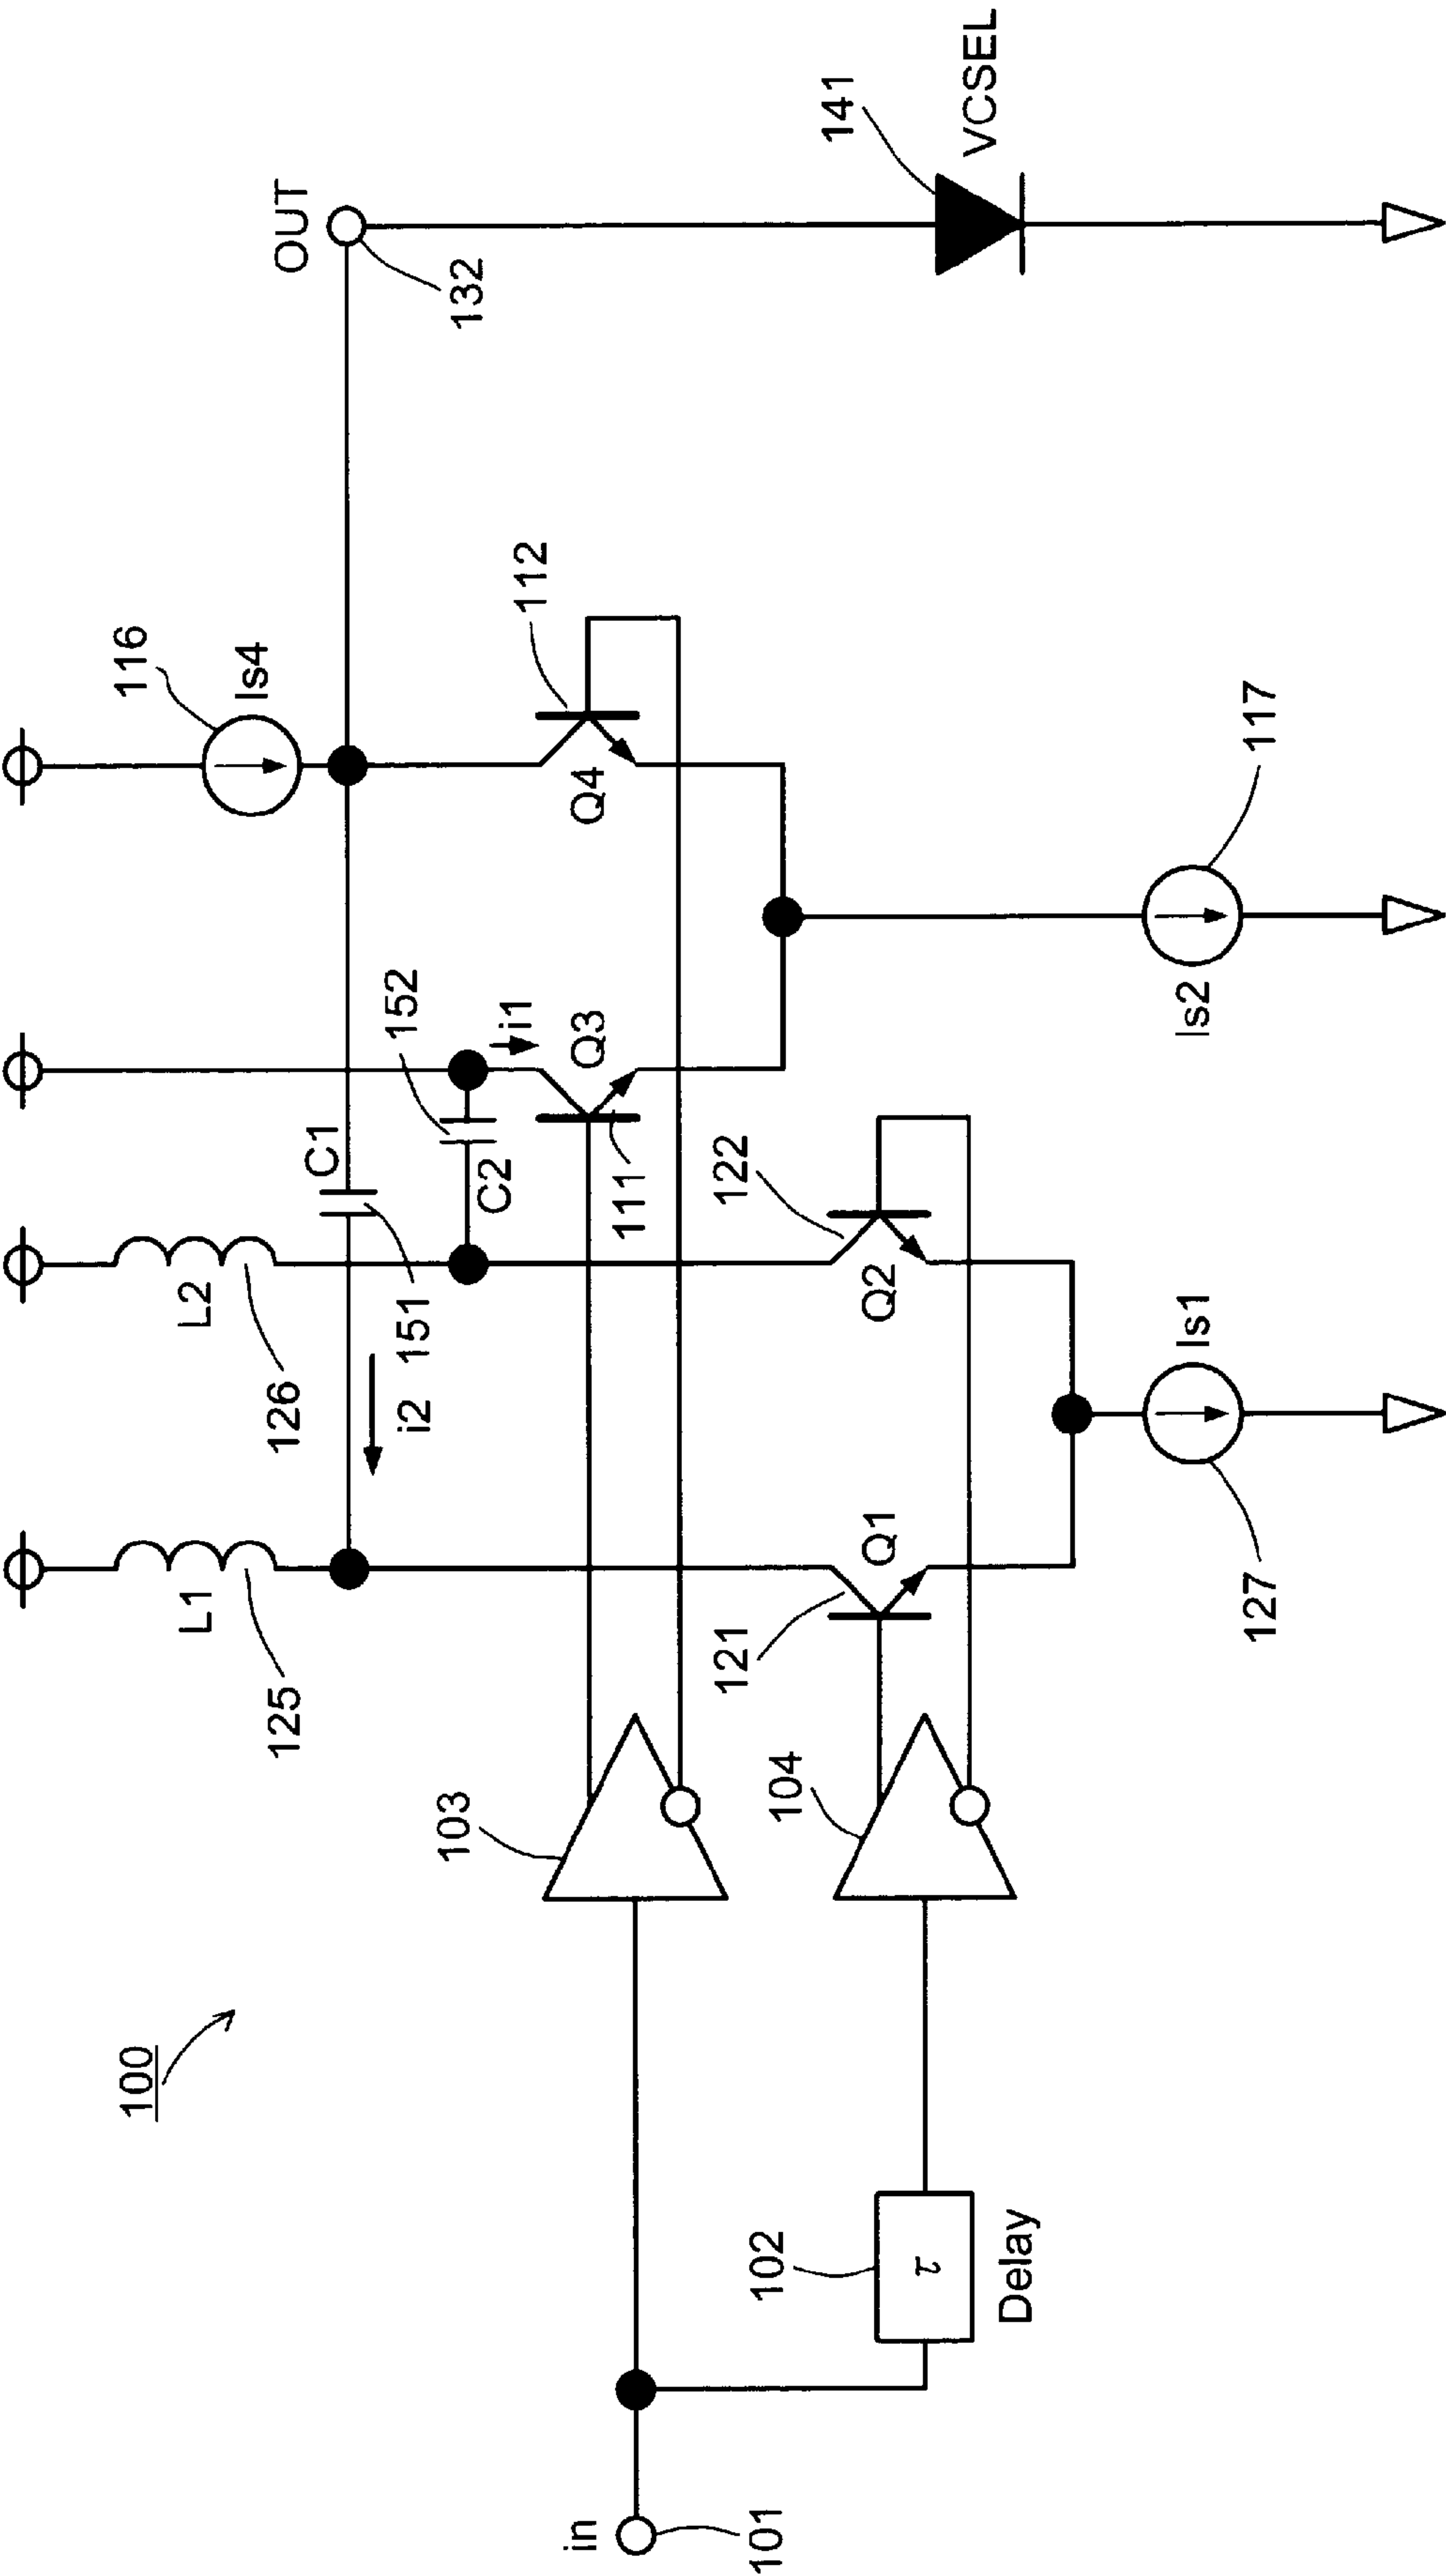 100
in
101
102
τ
Delay
103
104
125
L1
126
L2
i2
151
C1
C2
152
i1
116
Is4
OUT
132
111
Q3
Q4
112
121
Q1
Q2
122
127
Is1
Is2
117
141
VCSEL